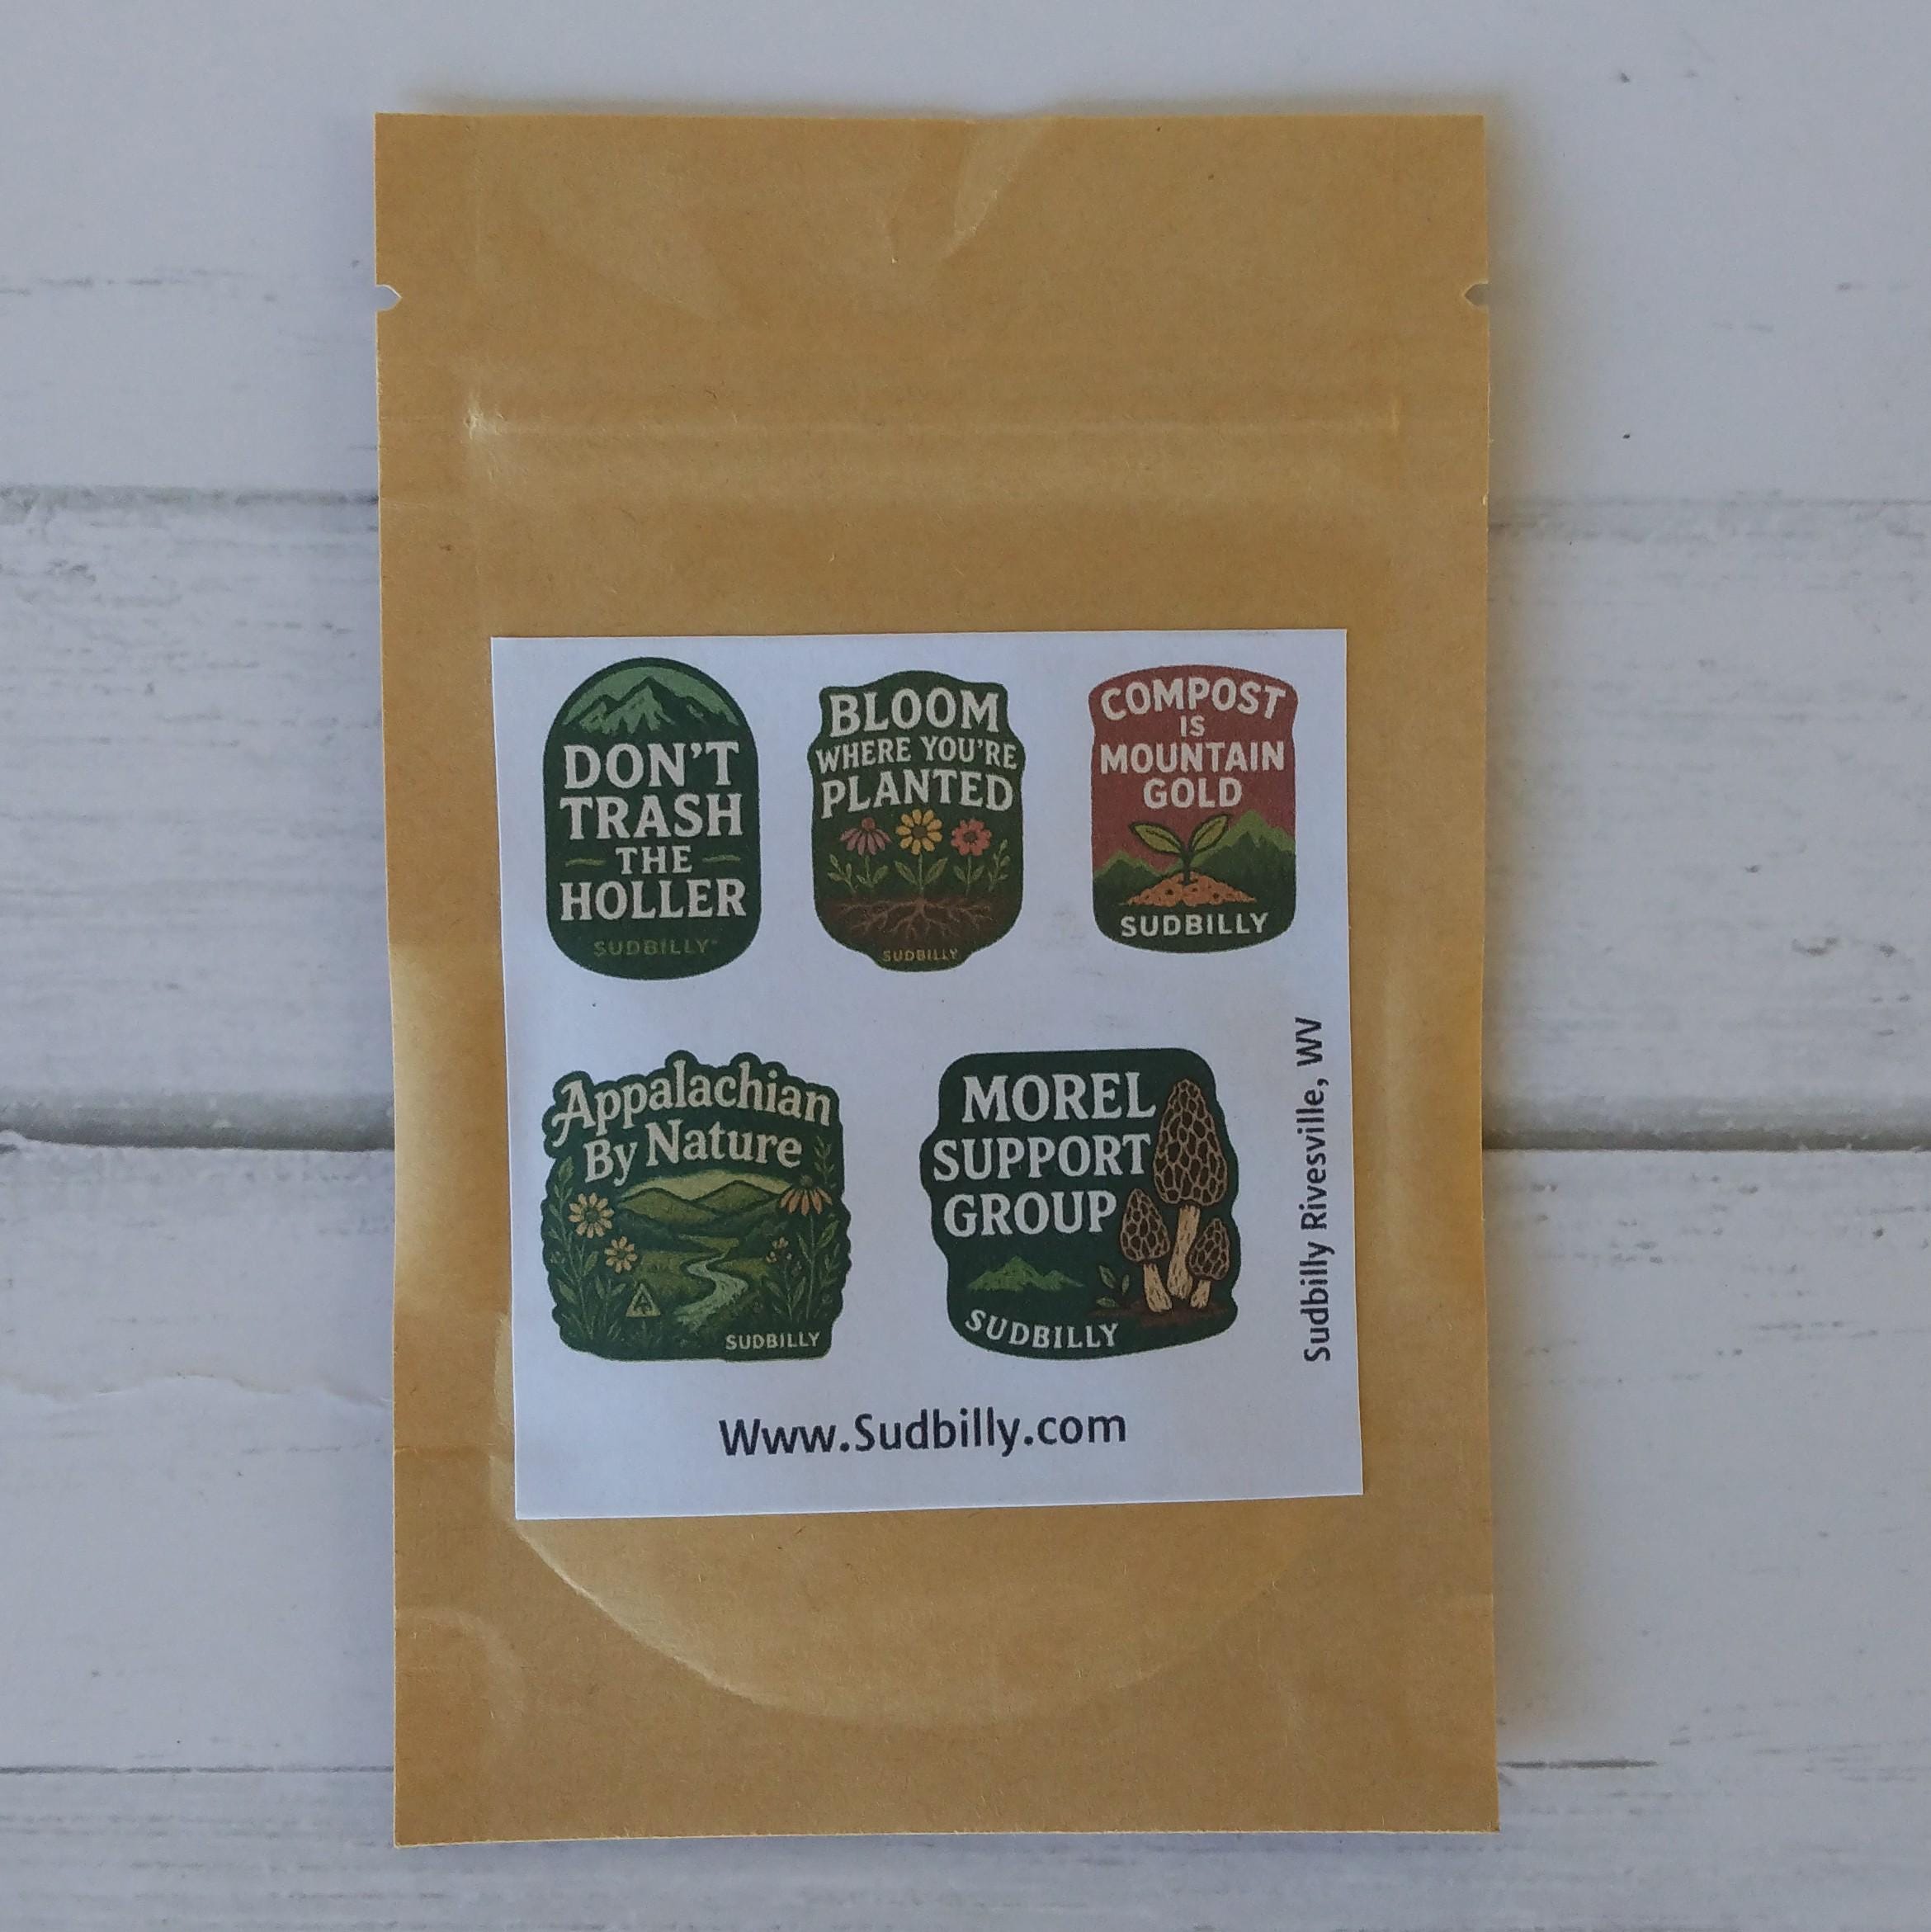 DON'T
TRASH
THE
HOLLER
SUDBILLY
BLOOM
WHERE YOU'RE
PLANTED
SUDBILLY
COMPOST
IS
MOUNTAIN
GOLD
SUDBILLY
Appalachian
By Nature
SUDBILLY
MOREL
SUPPORT
GROUP
SUDBILLY
Sudbilly Rivesville, WV
Www.Sudbilly.com